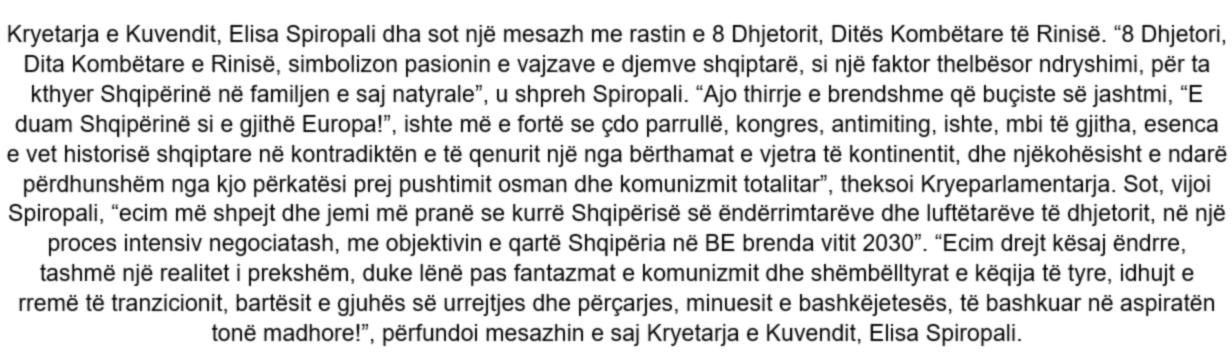 Kryetarja e Kuvendit, Elisa Spiropali dha sot një mesazh me rastin e 8 Dhjetorit, Ditës Kombëtare të Rinisë. “8 Dhjetori,
Dita Kombëtare e Rinisë, simbolizon pasionin e vajzave e djemve shqiptarë, si një faktor thelbësor ndryshimi, për ta
kthyer Shqipërinë në familjen e saj natyrale”, u shpreh Spiropali. “Ajo thirrje e brendshme që buçiste së jashtmi, “E
duam Shqipërinë si e gjithë Europa!”, ishte më e fortë se çdo parrullë, kongres, antimiting, ishte, mbi të gjitha, esenca
e vet historisë shqiptare në kontradiktën e të qenurit një nga bërthamat e vjetra të kontinentit, dhe njëkohësisht e ndarë
përdhunshëm nga kjo përkatësi prej pushtimit osman dhe komunizmit totalitar”, theksoi Kryeparlamentarja. Sot, vijoi
Spiropali, “ecim më shpejt dhe jemi më pranë se kurrë Shqipërisë së ëndërrimtarëve dhe luftëtarëve të dhjetorit, në një
proces intensiv negociatash, me objektivin e qartë Shqipëria në BE brenda vitit 2030”. “Ecim drejt kësaj ëndrre,
tashmë një realitet i prekshëm, duke lënë pas fantazmat e komunizmit dhe shëmbëlltyrat e këqija të tyre, idhujt e
rremë të tranzicionit, bartësit e gjuhës së urrejtjes dhe përçarjes, minuesit e bashkëjetesës, të bashkuar në aspiratën
tonë madhore!”, përfundoi mesazhin e saj Kryetarja e Kuvendit, Elisa Spiropali.